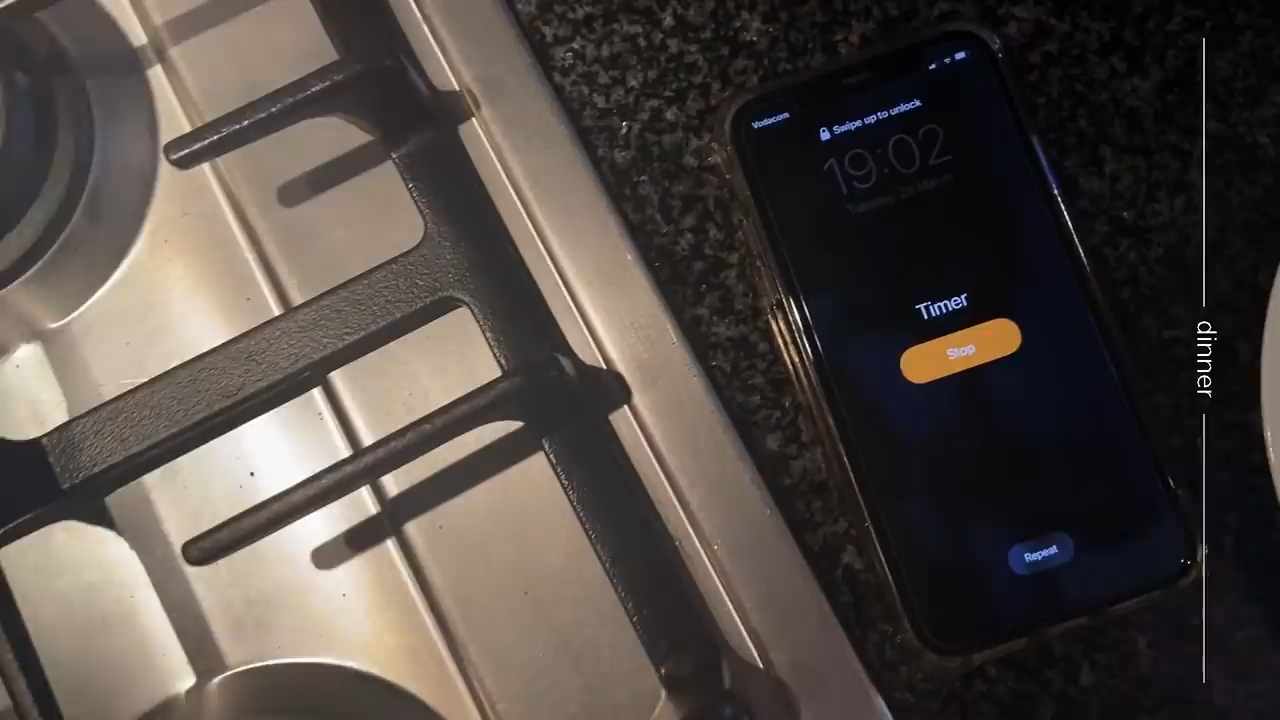 Vodacom
Swipe up to unlock
19:02
Timer
Stop
Repeat
dinner